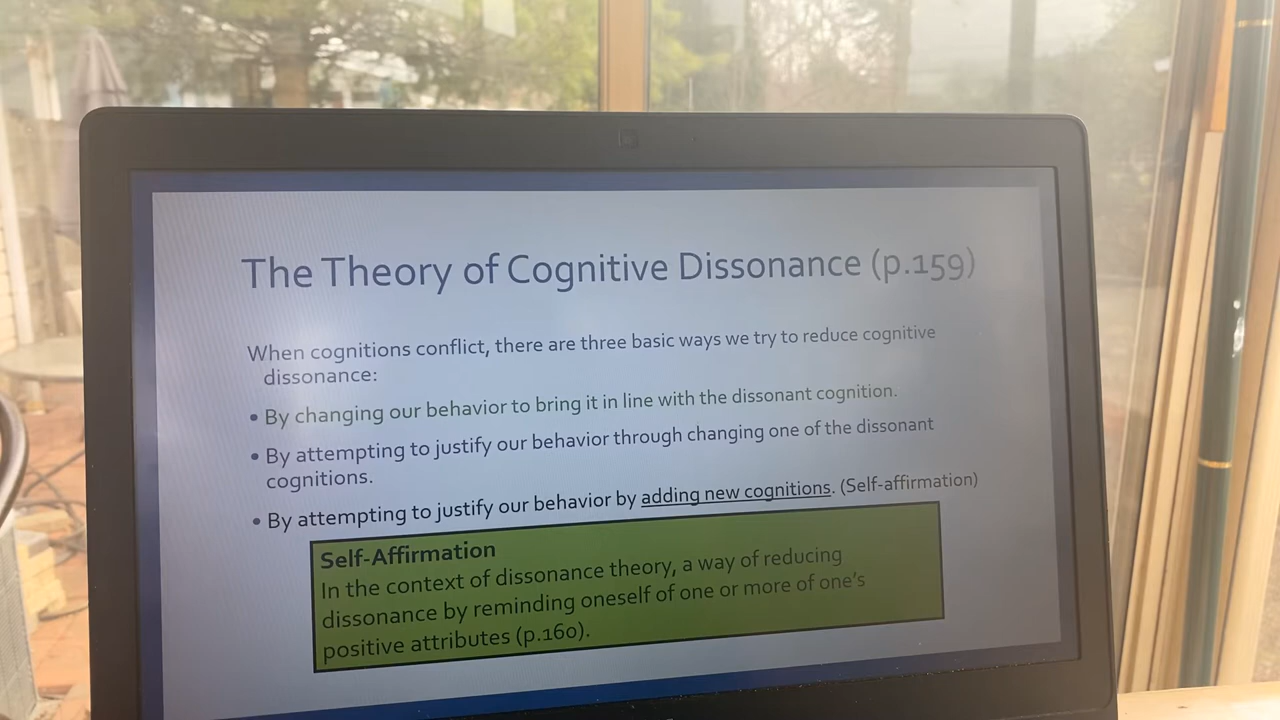 The Theory of Cognitive Dissonance (p.159)
When cognitions conflict, there are three basic ways we try to reduce cognitive
dissonance:
• By changing our behavior to bring it in line with the dissonant cognition.
• By attempting to justify our behavior through changing one of the dissonant
cognitions.
• By attempting to justify our behavior by adding new cognitions. (Self-affirmation)
Self-Affirmation
In the context of dissonance theory, a way of reducing
dissonance by reminding oneself of one or more of one's
positive attributes (p.160).